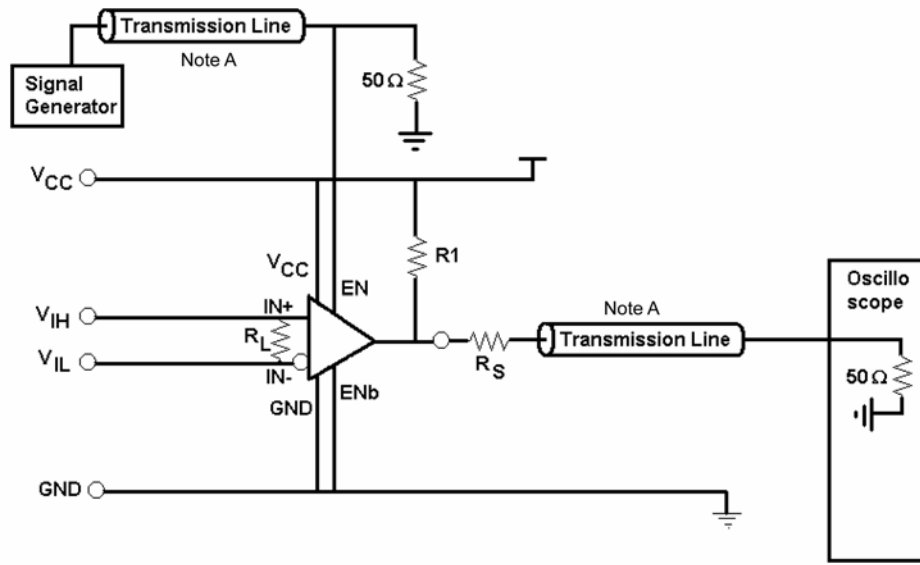 Transmission Line
Note A
Signal
Generator
50 Ω
VCC
R1
VCC
EN
Oscillo
scope
VIH
IN+
Note A
RL
Transmission Line
VIL
IN-
RS
50 Ω
GND
ENb
GND